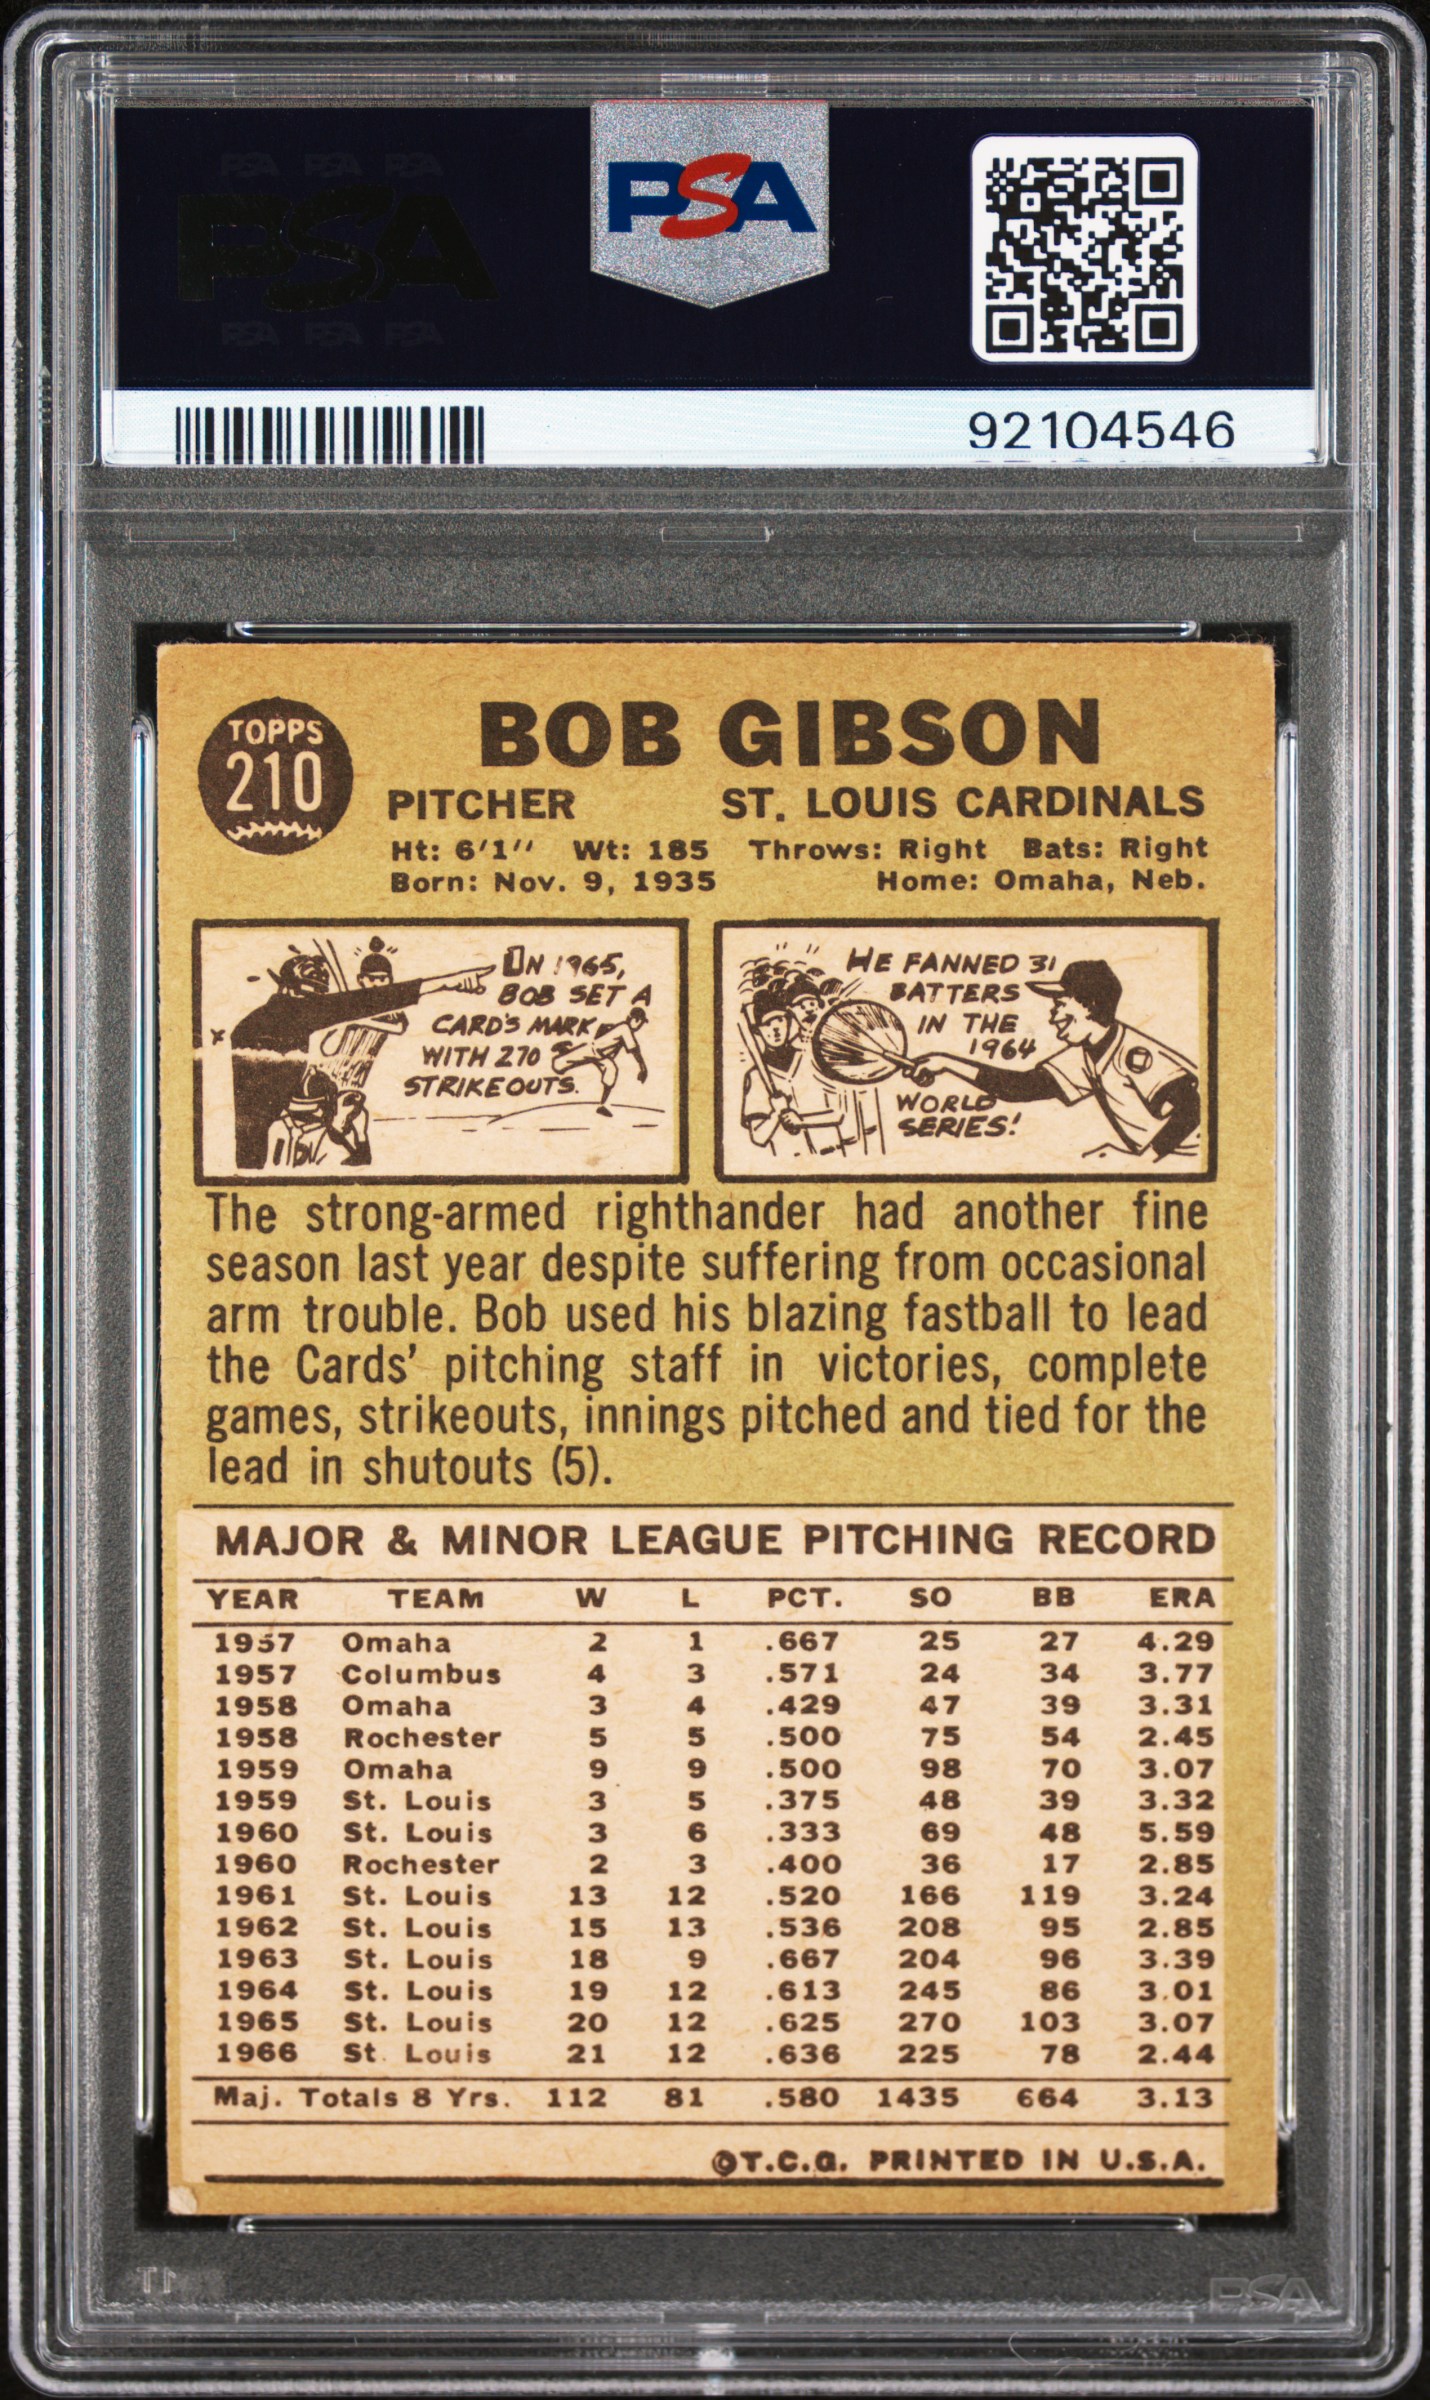 PSA PSA PSA
PSA
PSA PSA PSA
PSA
92104546
TOPPS
210
BOB GIBSON
PITCHER ST. LOUIS CARDINALS
Ht: 6'1" Wt: 185 Throws: Right Bats: Right
Born: Nov. 9, 1935 Home: Omaha, Neb.
IN 1965,
BOB SET A
CARD'S MARK
WITH 270
STRIKEOUTS.
HE FANNED 31
BATTERS
IN THE
1964
WORLD
SERIES!
The strong-armed righthander had another fine
season last year despite suffering from occasional
arm trouble. Bob used his blazing fastball to lead
the Cards' pitching staff in victories, complete
games, strikeouts, innings pitched and tied for the
lead in shutouts (5).
MAJOR & MINOR LEAGUE PITCHING RECORD
YEAR TEAM W L PCT. SO BB ERA
1957 Omaha 2 1 .667 25 27 4.29
1957 Columbus 4 3 .571 24 34 3.77
1958 Omaha 3 4 .429 47 39 3.31
1958 Rochester 5 5 .500 75 54 2.45
1959 Omaha 9 9 .500 98 70 3.07
1959 St. Louis 3 5 .375 48 39 3.32
1960 St. Louis 3 6 .333 69 48 5.59
1960 Rochester 2 3 .400 36 17 2.85
1961 St. Louis 13 12 .520 166 119 3.24
1962 St. Louis 15 13 .536 208 95 2.85
1963 St. Louis 18 9 .667 204 96 3.39
1964 St. Louis 19 12 .613 245 86 3.01
1965 St. Louis 20 12 .625 270 103 3.07
1966 St. Louis 21 12 .636 225 78 2.44
Maj. Totals 8 Yrs. 112 81 .580 1435 664 3.13
©T.C.G. PRINTED IN U.S.A.
PSA